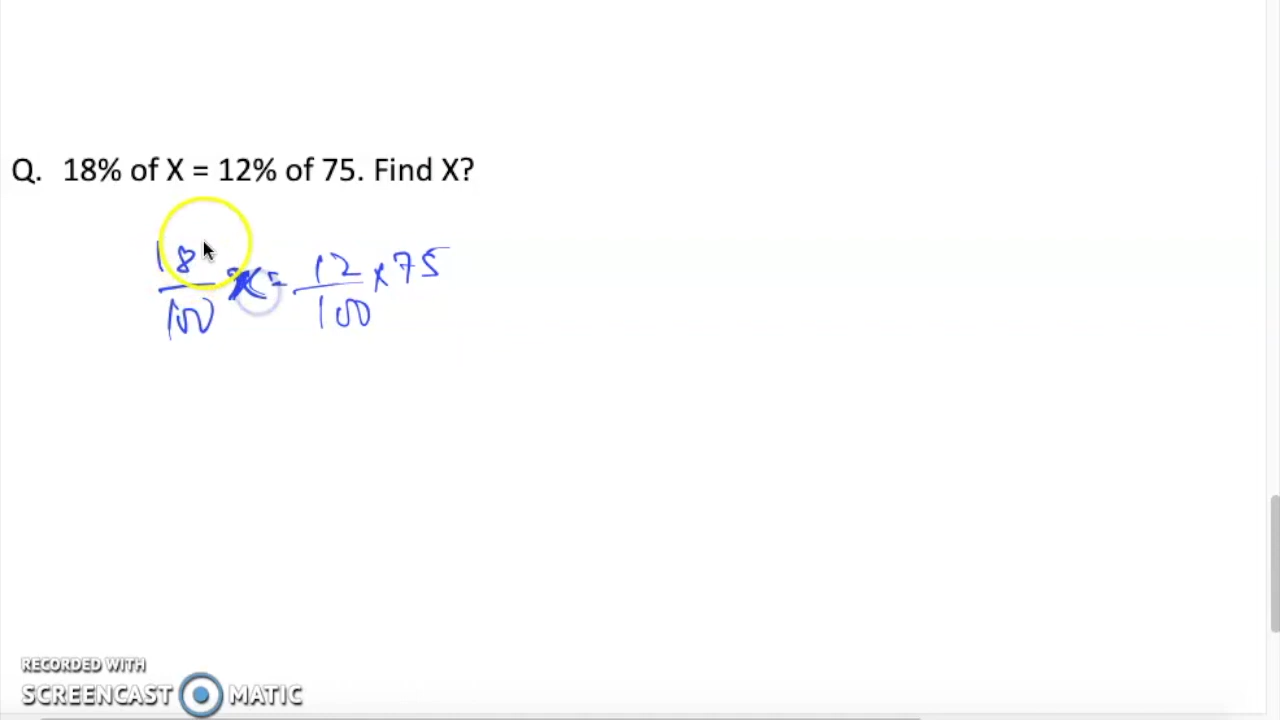 Q. 18% of X = 12% of 75. Find X?
18/100 x = 12/100 x 75
RECORDED WITH
SCREENCAST MATIC